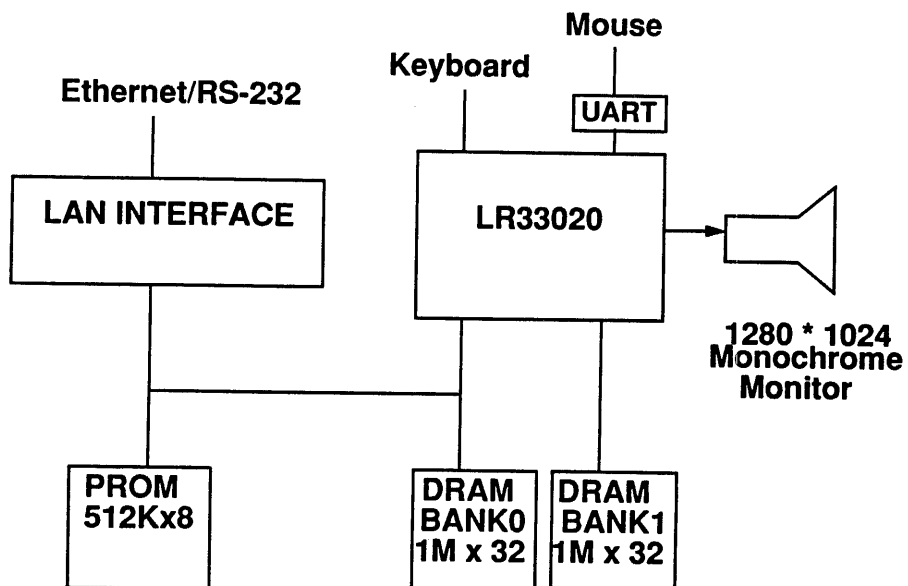 Mouse
Keyboard
Ethernet/RS-232
UART
LAN INTERFACE
LR33020
1280 * 1024
Monochrome
Monitor
PROM
512Kx8
DRAM
BANK0
1M x 32
DRAM
BANK1
1M x 32